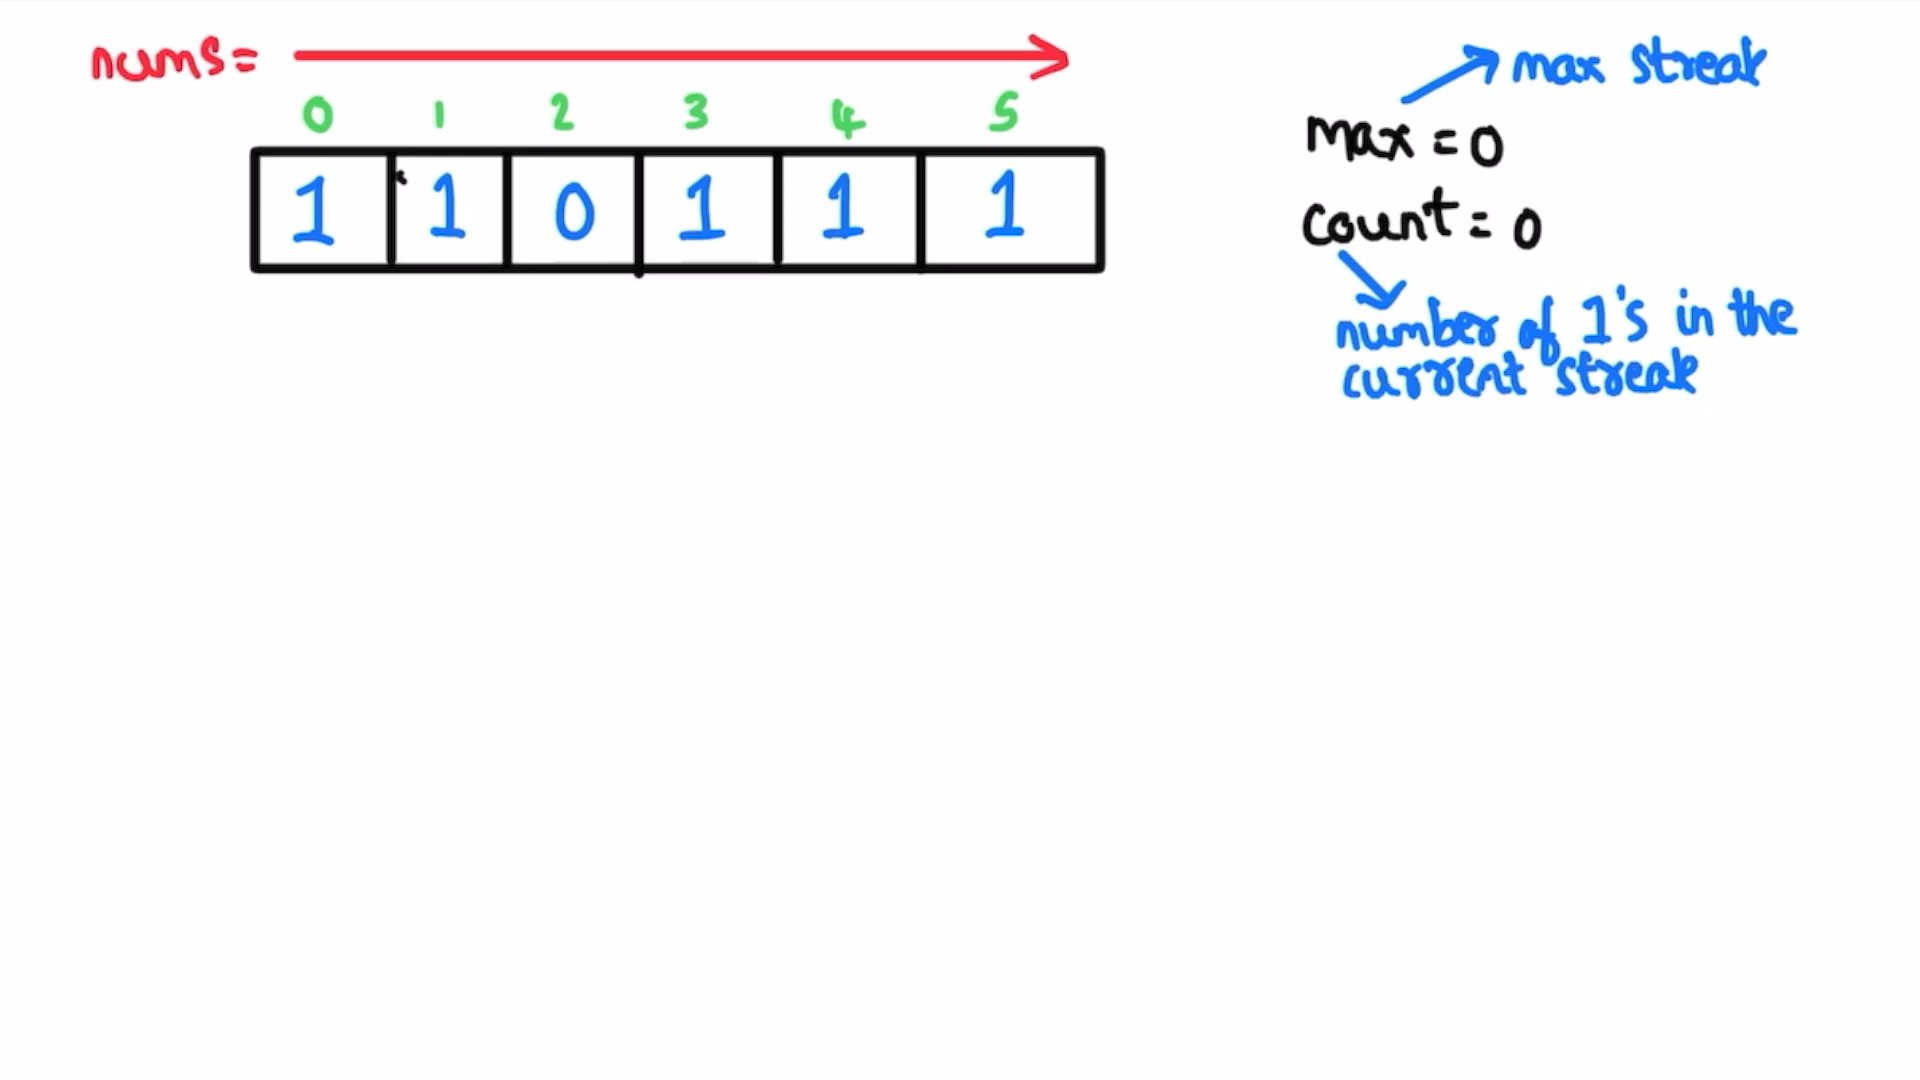 nums=
0 1 2 3 4 5
1 1 0 1 1 1
max streak
max = 0
count = 0
number of 1's in the
current streak